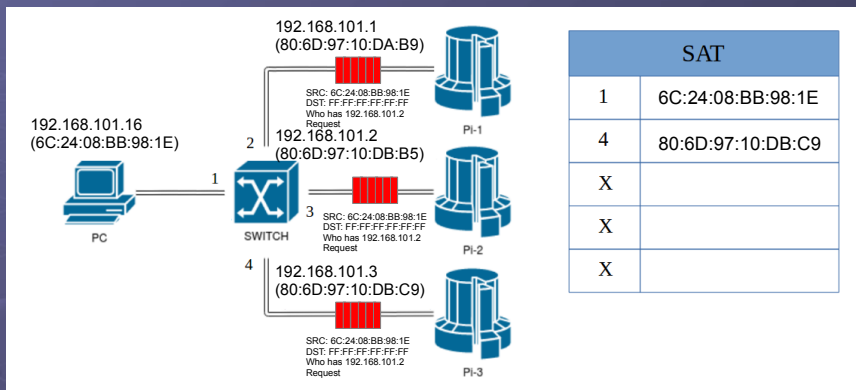 192.168.101.1
(80:6D:97:10:DA:B9)
SRC: 6C:24:08:BB:98:1E
DST: FF:FF:FF:FF:FF:FF
Who has 192.168.101.2
Request
Pi-1
192.168.101.16
(6C:24:08:BB:98:1E)
PC
1
2
3
4
SWITCH
192.168.101.2
(80:6D:97:10:DB:B5)
SRC: 6C:24:08:BB:98:1E
DST: FF:FF:FF:FF:FF:FF
Who has 192.168.101.2
Request
Pi-2
192.168.101.3
(80:6D:97:10:DB:C9)
SRC: 6C:24:08:BB:98:1E
DST: FF:FF:FF:FF:FF:FF
Who has 192.168.101.2
Request
Pi-3
SAT
1 6C:24:08:BB:98:1E
4 80:6D:97:10:DB:C9
X
X
X